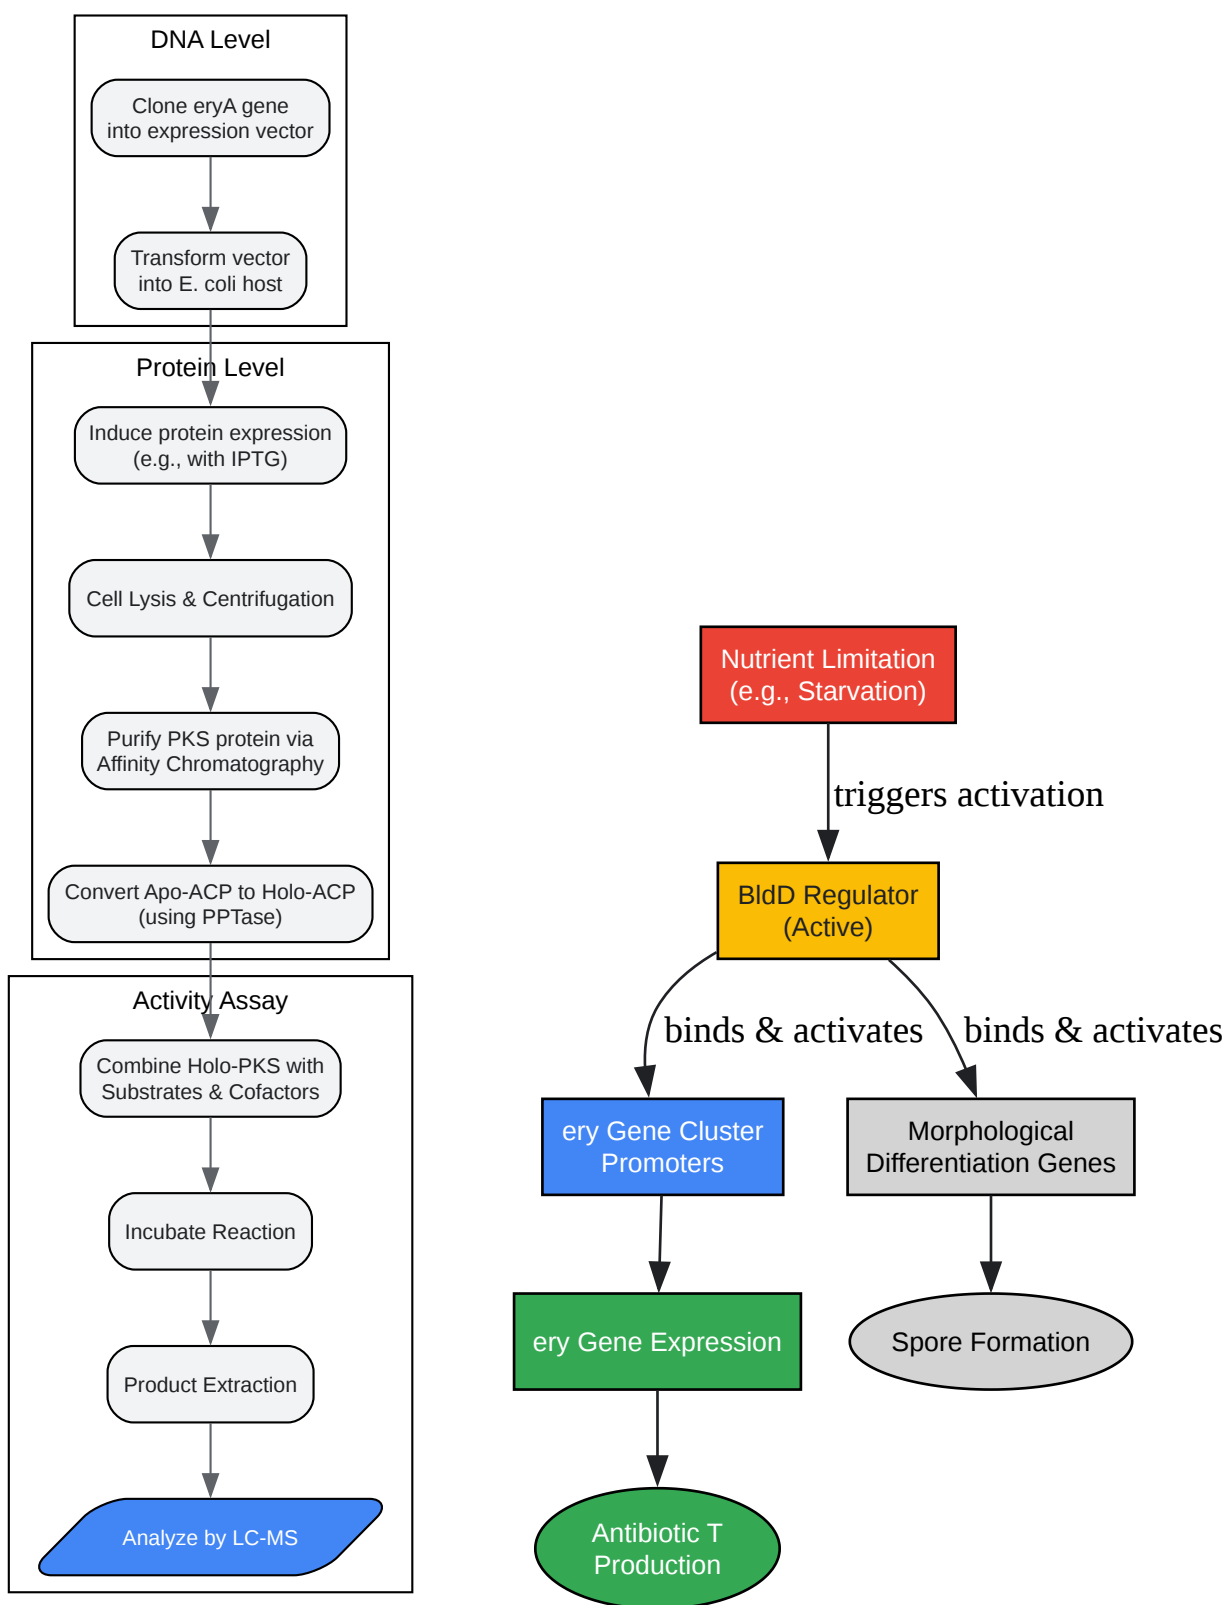 DNA Level
Clone eryA gene
into expression vector
Transform vector
into E. coli host
Protein Level
Induce protein expression
(e.g., with IPTG)
Cell Lysis & Centrifugation
Purify PKS protein via
Affinity Chromatography
Convert Apo-ACP to Holo-ACP
(using PPTase)
Activity Assay
Combine Holo-PKS with
Substrates & Cofactors
Incubate Reaction
Product Extraction
Analyze by LC-MS
Nutrient Limitation
(e.g., Starvation)
triggers activation
BldD Regulator
(Active)
binds & activates
binds & activates
ery Gene Cluster
Promoters
Morphological
Differentiation Genes
ery Gene Expression
Spore Formation
Antibiotic T
Production